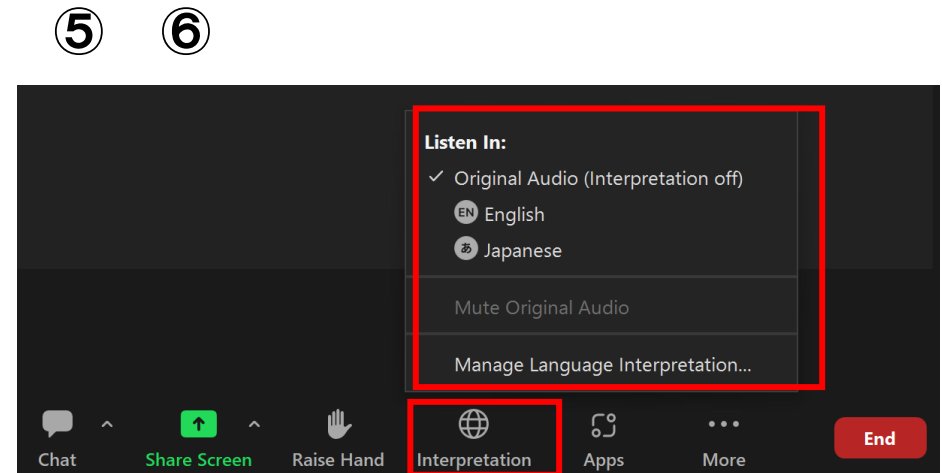 ⑤ ⑥
Listen In:
✓ Original Audio (Interpretation off)
EN English
あ Japanese
Mute Original Audio
Manage Language Interpretation...
Chat Share Screen Raise Hand Interpretation Apps More End